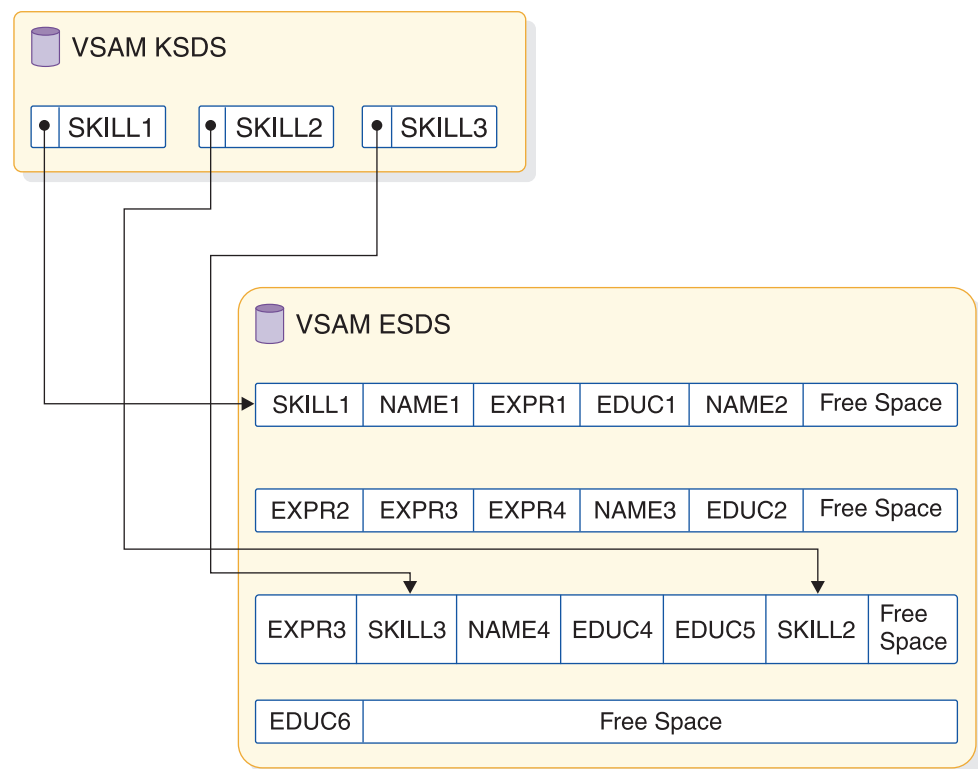 VSAM KSDS
SKILL1 SKILL2 SKILL3
VSAM ESDS
SKILL1 NAME1 EXPR1 EDUC1 NAME2 Free Space
EXPR2 EXPR3 EXPR4 NAME3 EDUC2 Free Space
EXPR3 SKILL3 NAME4 EDUC4 EDUC5 SKILL2 Free
Space
EDUC6 Free Space